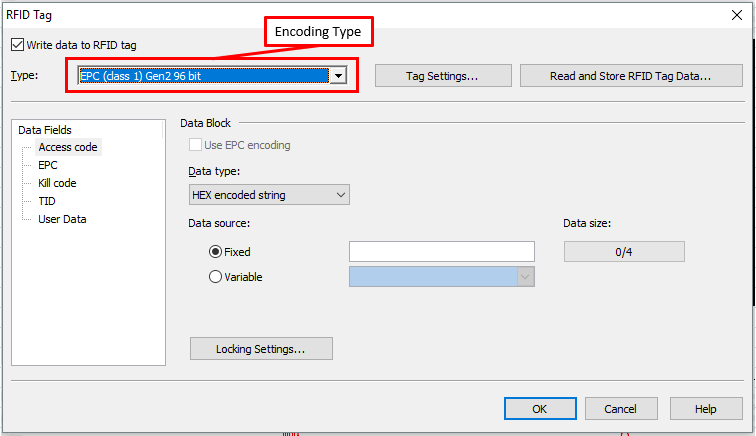 RFID Tag
Encoding Type
Write data to RFID tag
Type:
EPC (class 1) Gen2 96 bit
Tag Settings...
Read and Store RFID Tag Data...
Data Fields
Access code
EPC
Kill code
TID
User Data
Data Block
Use EPC encoding
Data type:
HEX encoded string
Data source:
Data size:
Fixed
0/4
Variable
Locking Settings...
OK
Cancel
Help